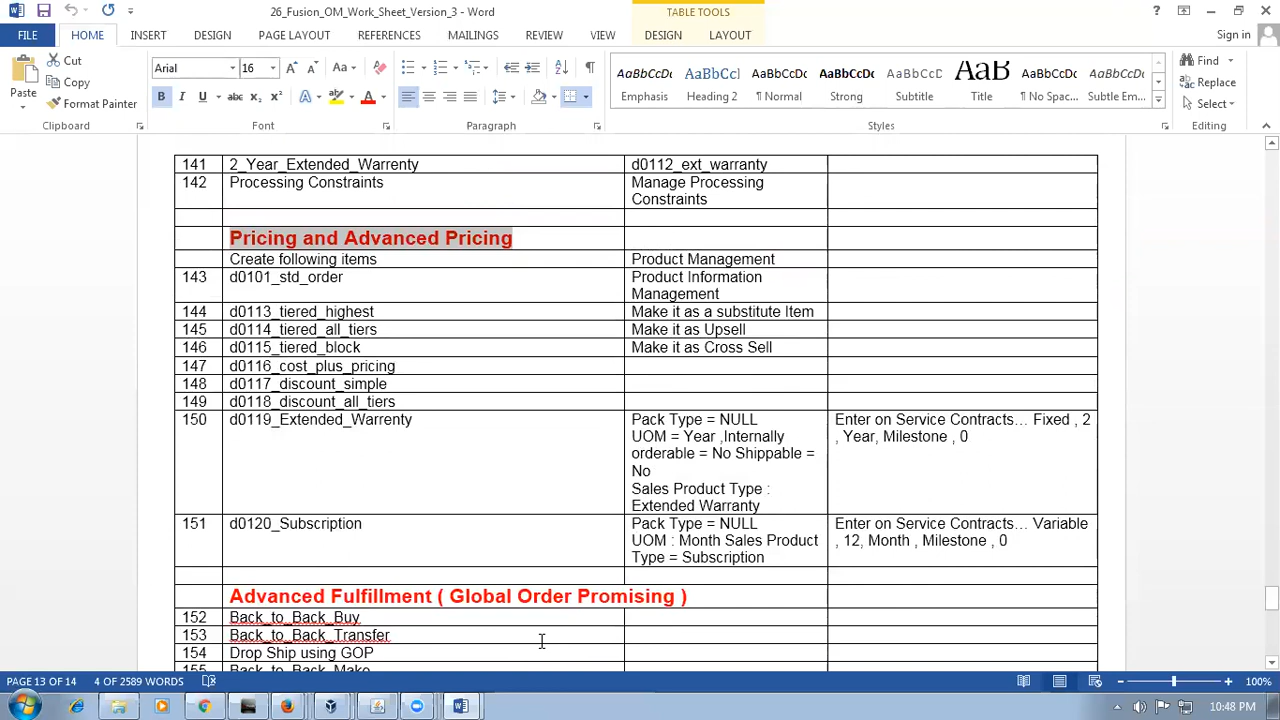 26_Fusion_OM_Work_Sheet_Version_3 - Word
TABLE TOOLS
Sign in
FILE HOME INSERT DESIGN PAGE LAYOUT REFERENCES MAILINGS REVIEW VIEW DESIGN LAYOUT
Paste
Cut
Copy
Format Painter
Clipboard
Arial 16
Font
Paragraph
AaBbCcDc AaBbCcI AaBbCcDc AaBbCcDc AaBbCcDc AaB AaBbCcDc AaBbCcDc
Emphasis Heading 2 ¶ Normal Strong Subtitle Title ¶ No Spac... Subtle Em...
Styles
Find
Replace
Select
Editing
141 2_Year_Extended_Warrenty d0112_ext_warranty
142 Processing Constraints Manage Processing
Constraints
Pricing and Advanced Pricing
Create following items Product Management
143 d0101_std_order Product Information
Management
144 d0113_tiered_highest Make it as a substitute Item
145 d0114_tiered_all_tiers Make it as Upsell
146 d0115_tiered_block Make it as Cross Sell
147 d0116_cost_plus_pricing
148 d0117_discount_simple
149 d0118_discount_all_tiers
150 d0119_Extended_Warrenty Pack Type = NULL Enter on Service Contracts... Fixed , 2
UOM = Year ,Internally , Year, Milestone , 0
orderable = No Shippable =
No
Sales Product Type :
Extended Warranty
151 d0120_Subscription Pack Type = NULL Enter on Service Contracts... Variable
UOM : Month Sales Product , 12, Month , Milestone , 0
Type = Subscription
Advanced Fulfillment ( Global Order Promising )
152 Back_to_Back_Buy
153 Back_to_Back_Transfer
154 Drop Ship using GOP
155 Back_to_Back_Make
PAGE 13 OF 14 4 OF 2589 WORDS 100%
10:48 PM